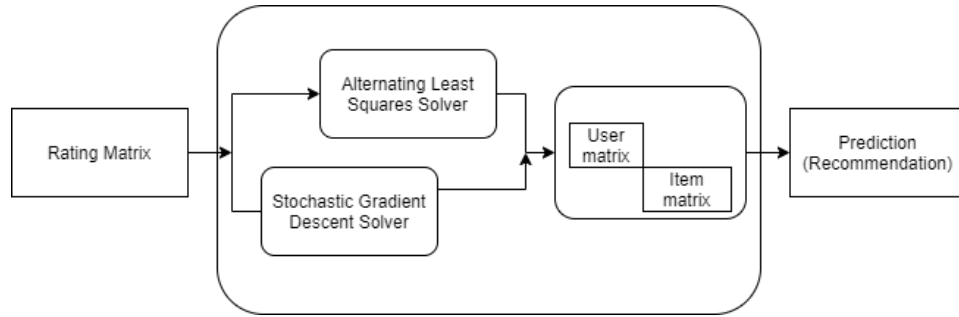 Rating Matrix
Alternating Least
Squares Solver
Stochastic Gradient
Descent Solver
User
matrix
Item
matrix
Prediction
(Recommendation)